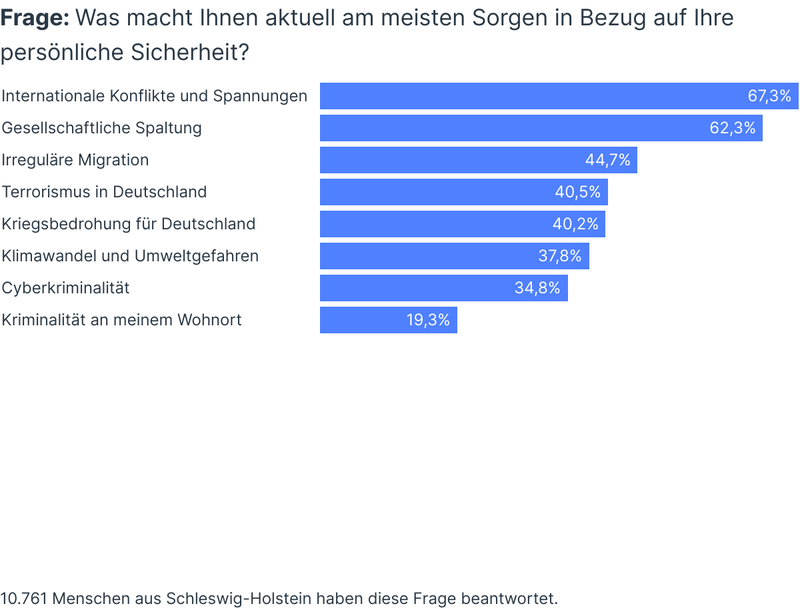 Frage: Was macht Ihnen aktuell am meisten Sorgen in Bezug auf Ihre
persönliche Sicherheit?
Internationale Konflikte und Spannungen 67,3%
Gesellschaftliche Spaltung 62,3%
Irreguläre Migration 44,7%
Terrorismus in Deutschland 40,5%
Kriegsbedrohung für Deutschland 40,2%
Klimawandel und Umweltgefahren 37,8%
Cyberkriminalität 34,8%
Kriminalität an meinem Wohnort 19,3%
10.761 Menschen aus Schleswig-Holstein haben diese Frage beantwortet.